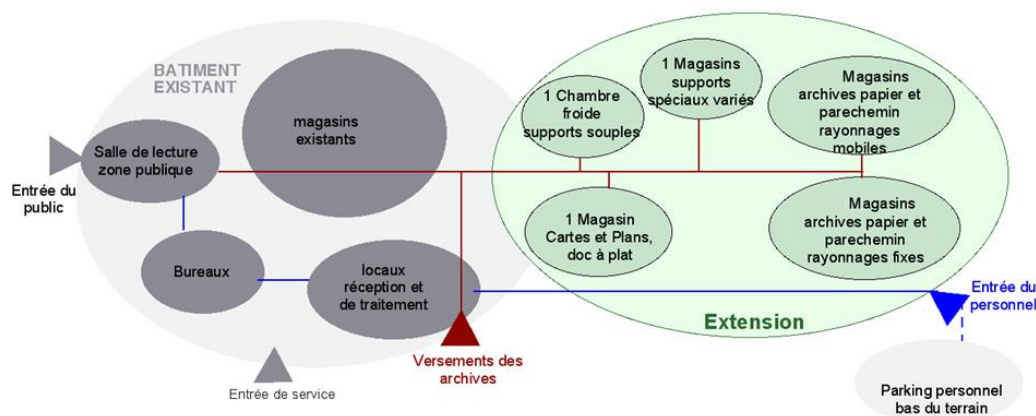 BATIMENT
EXISTANT
magasins
existants
Salle de lecture
zone publique
Entrée du
public
Bureaux
locaux
réception et
de traitement
Entrée de service
Versements des
archives
1 Chambre
froide
supports souples
1 Magasins
supports
spéciaux variés
Magasins
archives papier et
parechemin
rayonnages
mobiles
1 Magasin
Cartes et Plans,
doc à plat
Magasins
archives papier et
parechemin
rayonnages fixes
Extension
Entrée du
personnel
Parking personnel
bas du terrain